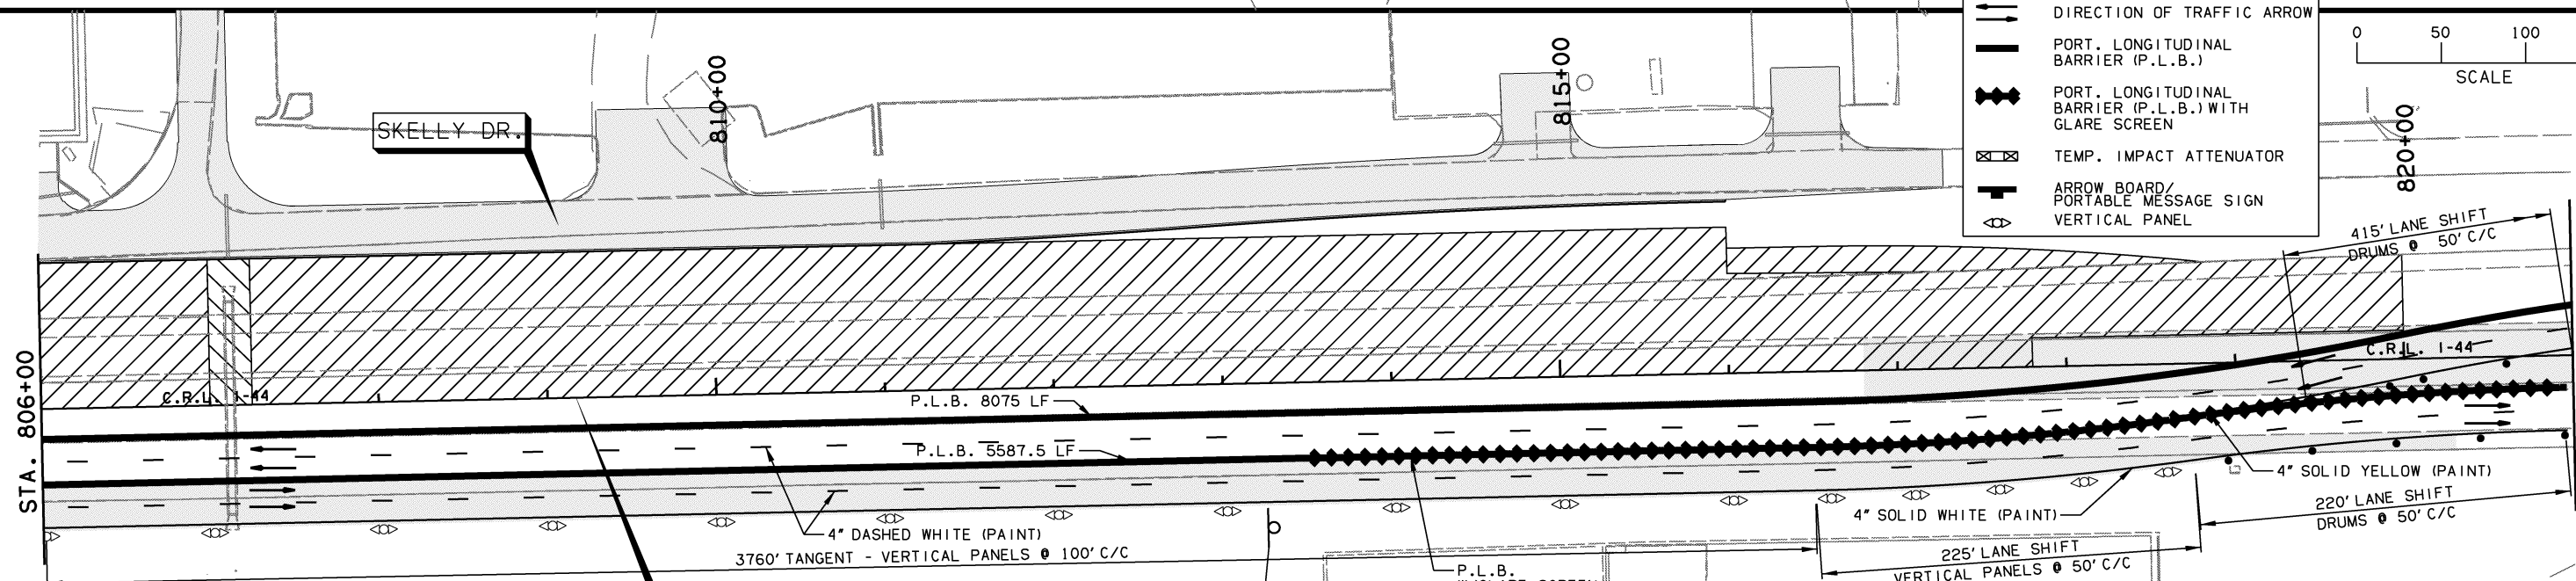 DIRECTION OF TRAFFIC ARROW
PORT. LONGITUDINAL
BARRIER (P.L.B.)
PORT. LONGITUDINAL
BARRIER (P.L.B.) WITH
GLARE SCREEN
TEMP. IMPACT ATTENUATOR
ARROW BOARD/
PORTABLE MESSAGE SIGN
VERTICAL PANEL
0 50 100
SCALE
SKELLY DR.
810+00
815+00
820+00
415' LANE SHIFT
DRUMS @ 50' C/C
STA. 806+00
C.R.L. I-44
C.R.L. I-44
P.L.B. 8075 LF
P.L.B. 5587.5 LF
4" SOLID YELLOW (PAINT)
4" SOLID WHITE (PAINT)
220' LANE SHIFT
DRUMS @ 50' C/C
4" DASHED WHITE (PAINT)
3760' TANGENT - VERTICAL PANELS @ 100' C/C
225' LANE SHIFT
VERTICAL PANELS @ 50' C/C
P.L.B.